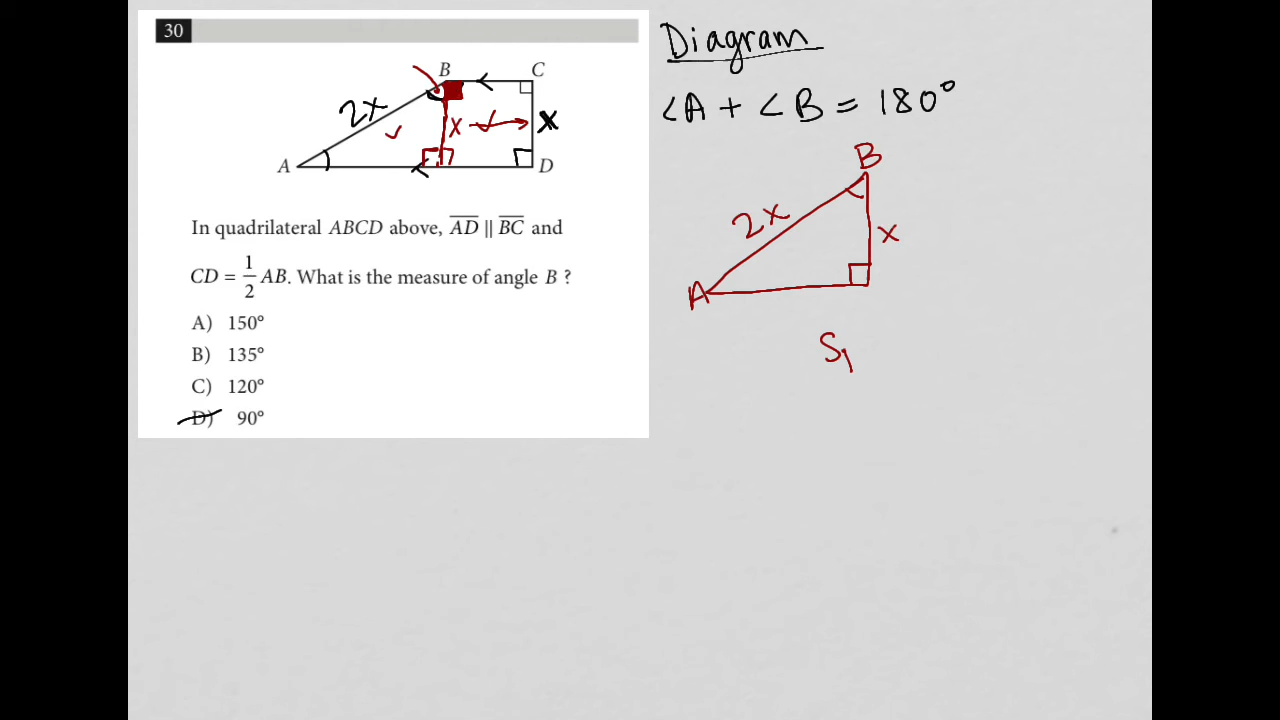 30
Diagram
∠A + ∠B = 180°
B
C
2x
x
x
A
D
B
2x
x
A
In quadrilateral ABCD above, AD || BC and
CD = 1/2 AB. What is the measure of angle B ?
A) 150°
B) 135°
C) 120°
D) 90°